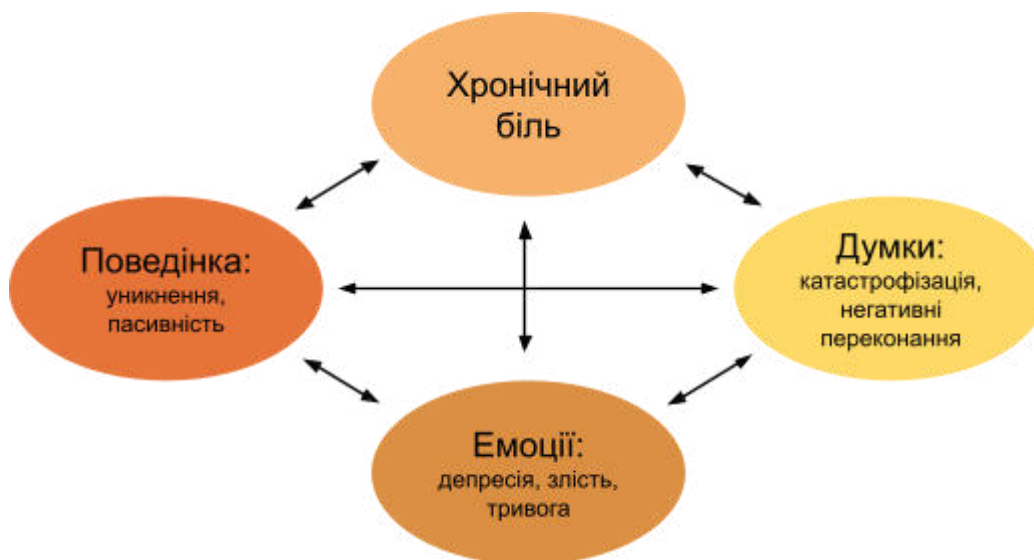 Хронічний
біль
Поведінка:
уникнення,
пасивність
Думки:
катастрофізація,
негативні
переконання
Емоції:
депресія, злість,
тривога